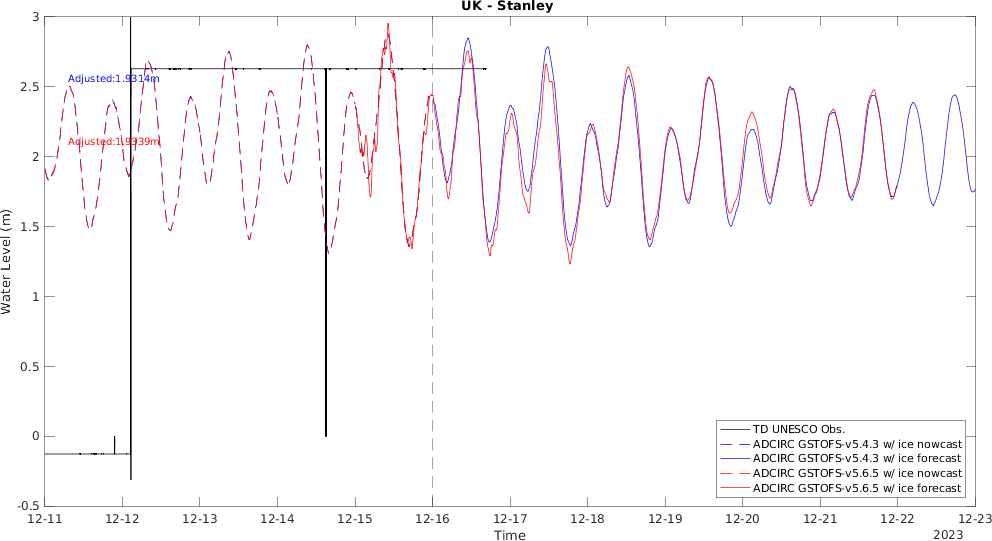 UK - Stanley
3
2.5
2
1.5
1
0.5
0
-0.5
Water Level (m)
Adjusted:1.9314m
Adjusted:1.9339m
12-11 12-12 12-13 12-14 12-15 12-16 12-17 12-18 12-19 12-20 12-21 12-22 12-23
Time
2023
TD UNESCO Obs.
ADCIRC GSTOFS-v5.4.3 w/ ice nowcast
ADCIRC GSTOFS-v5.4.3 w/ ice forecast
ADCIRC GSTOFS-v5.6.5 w/ ice nowcast
ADCIRC GSTOFS-v5.6.5 w/ ice forecast